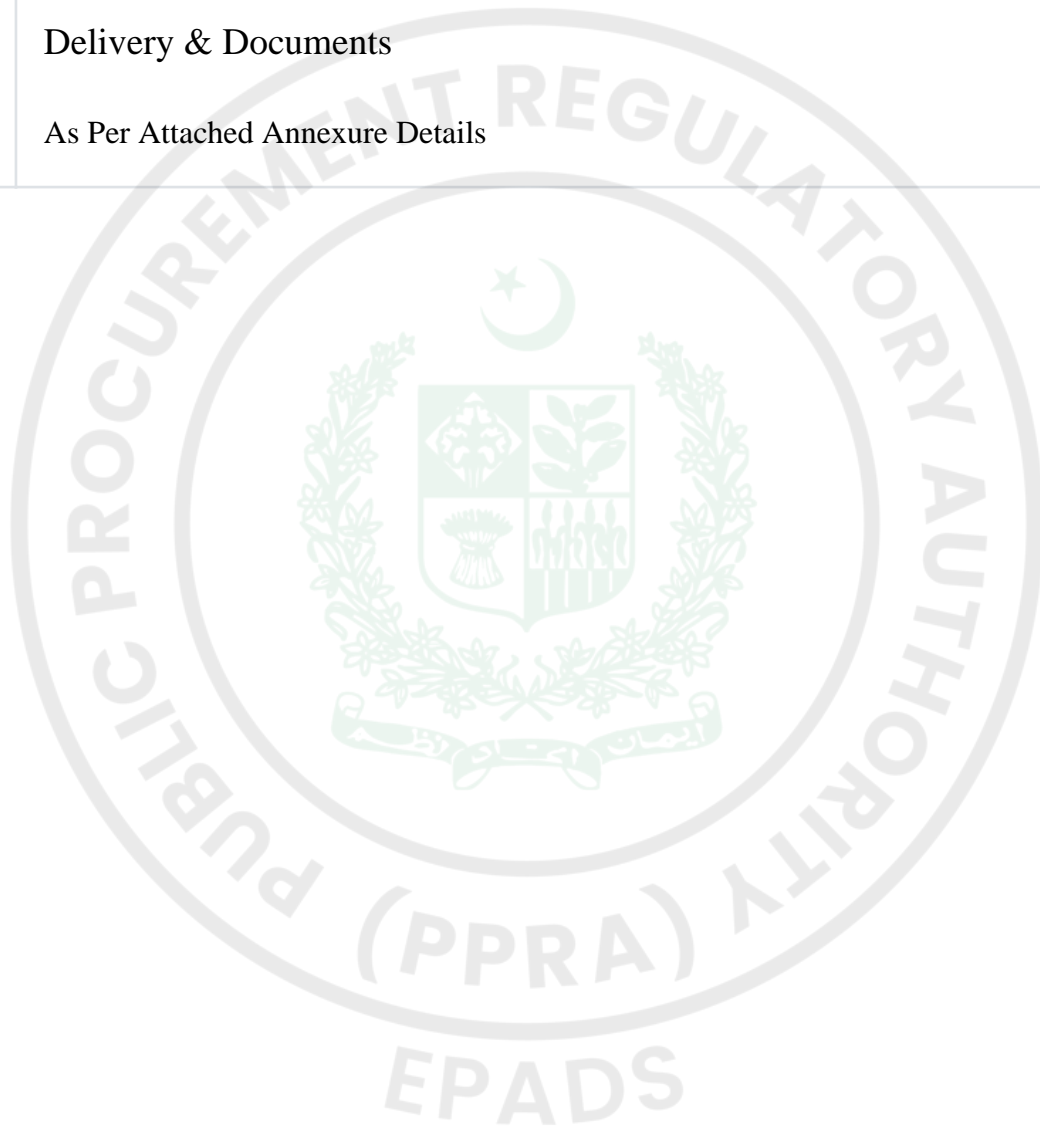 Delivery & Documents
As Per Attached Annexure Details
PUBLIC PROCUREMENT REGULATORY AUTHORITY
(PPRA)
EPADS